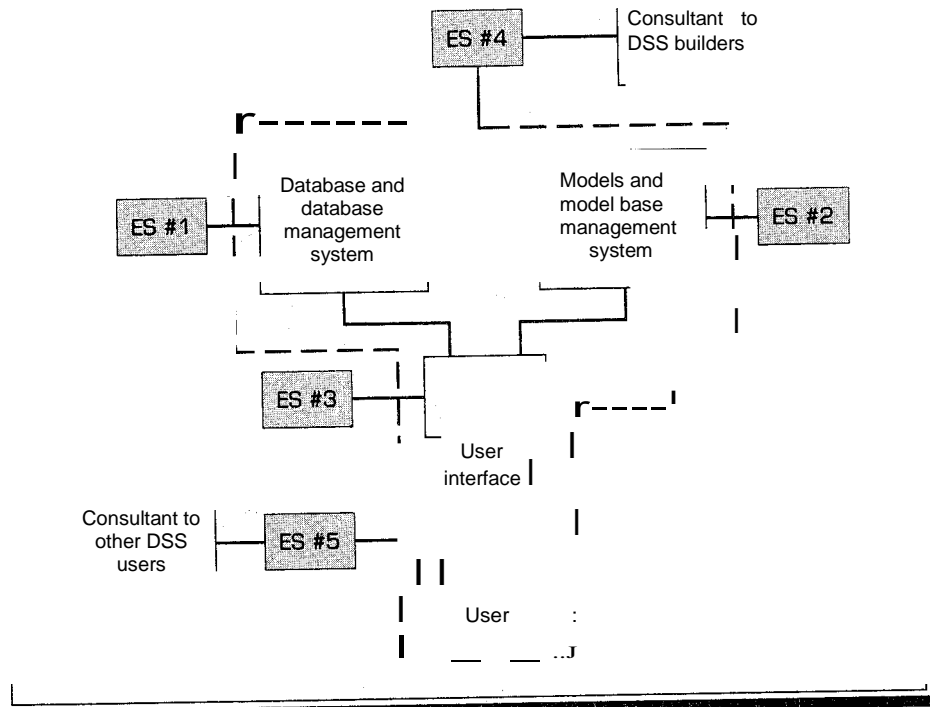 ES #4
Consultant to
DSS builders
ES #1
Database and
database
management
system
Models and
model base
management
system
ES #2
ES #3
User
interface
Consultant to
other DSS
users
ES #5
User :